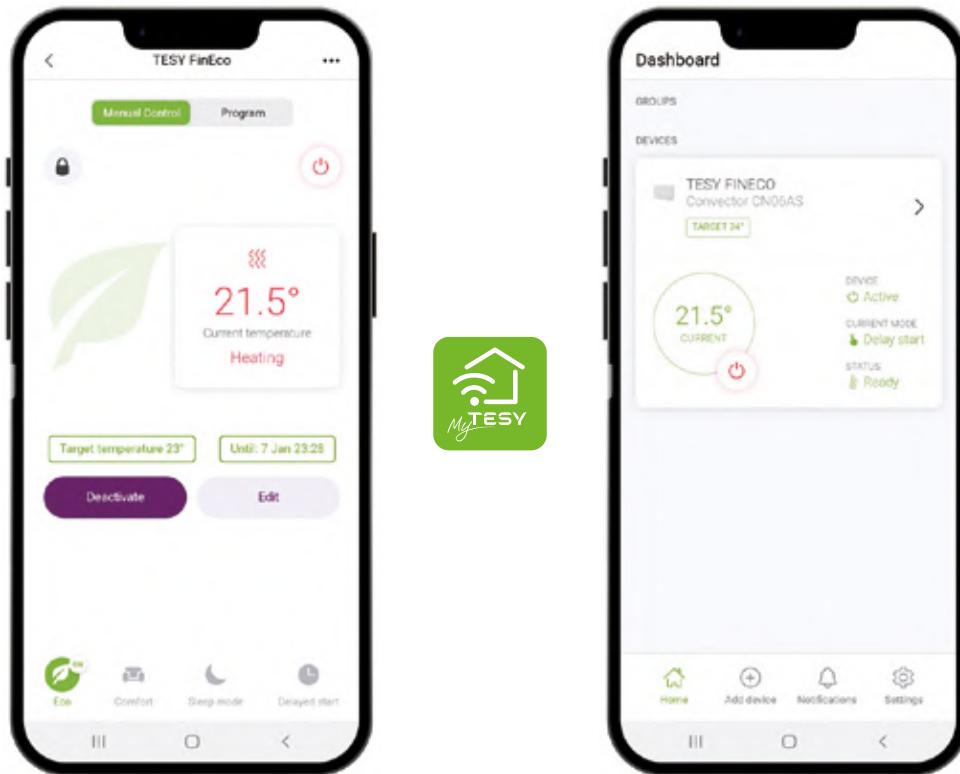 TESY FinEco
Manual Control
Program
21.5°
Current temperature
Heating
Target temperature 23°
Until: 7 Jan 23:28
Deactivate
Edit
ON
Eco
Comfort
Sleep mode
Delayed start
My TESY
Dashboard
GROUPS
DEVICES
TESY FINECO
Convector CN06AS
TARGET 24°
21.5°
CURRENT
DEVICE
Active
CURRENT MODE
Delay start
STATUS
Ready
Home
Add device
Notifications
Settings